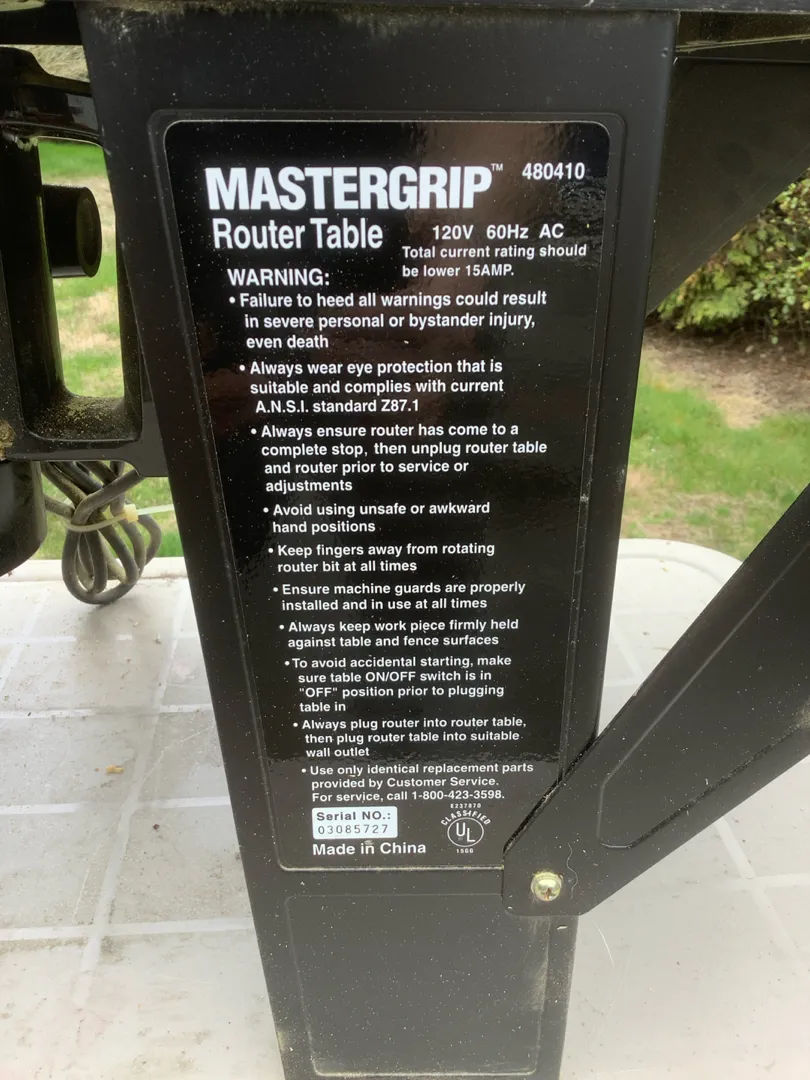 MASTERGRIP™ 480410
Router Table
120V 60Hz AC
Total current rating should
be lower 15AMP.
WARNING:
• Failure to heed all warnings could result
in severe personal or bystander injury,
even death
• Always wear eye protection that is
suitable and complies with current
A.N.S.I. standard Z87.1
• Always ensure router has come to a
complete stop, then unplug router table
and router prior to service or
adjustments
• Avoid using unsafe or awkward
hand positions
• Keep fingers away from rotating
router bit at all times
• Ensure machine guards are properly
installed and in use at all times
• Always keep work piece firmly held
against table and fence surfaces
• To avoid accidental starting, make
sure table ON/OFF switch is in
"OFF" position prior to plugging
table in
• Always plug router into router table,
then plug router table into suitable
wall outlet
• Use only identical replacement parts
provided by Customer Service.
For service, call 1-800-423-3598.
Serial NO.:
03085727
Made in China
E237870
CLASSIFIED
UL